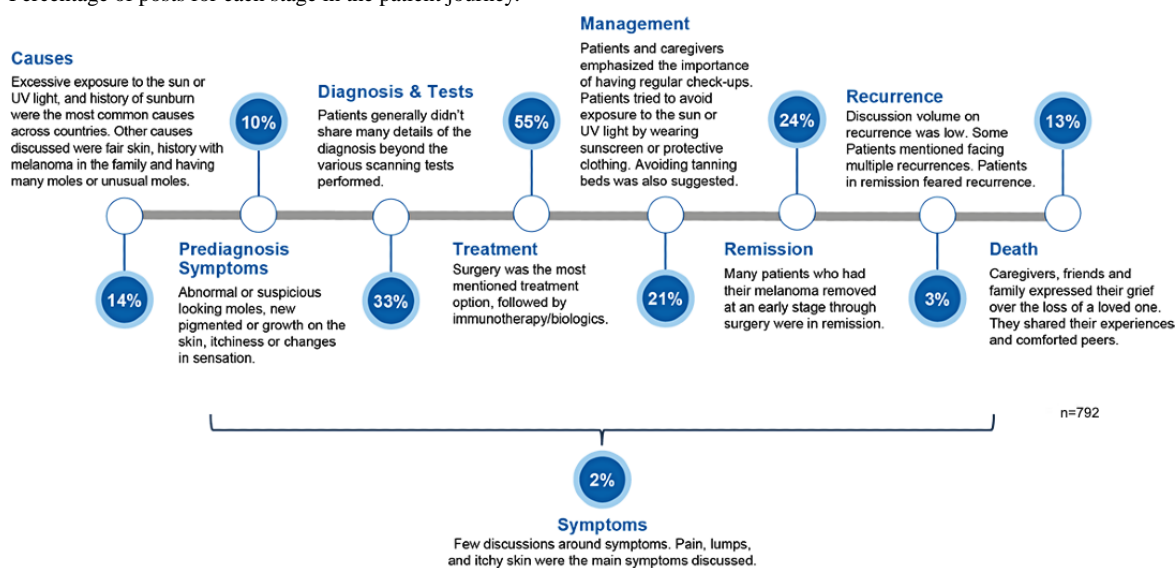 Percentage of posts for each stage in the patient journey.
Causes
Excessive exposure to the sun or
UV light, and history of sunburn
were the most common causes
across countries. Other causes
discussed were fair skin, history with
melanoma in the family and having
many moles or unusual moles.
14%
10%
Prediagnosis
Symptoms
Abnormal or suspicious
looking moles, new
pigmented or growth on the
skin, itchiness or changes
in sensation.
Diagnosis & Tests
Patients generally didn't
share many details of the
diagnosis beyond the
various scanning tests
performed.
33%
55%
Treatment
Surgery was the most
mentioned treatment
option, followed by
immunotherapy/biologics.
Management
Patients and caregivers
emphasized the importance
of having regular check-ups.
Patients tried to avoid
exposure to the sun or
UV light by wearing
sunscreen or protective
clothing. Avoiding tanning
beds was also suggested.
21%
24%
Remission
Many patients who had
their melanoma removed
at an early stage through
surgery were in remission.
Recurrence
Discussion volume on
recurrence was low. Some
Patients mentioned facing
multiple recurrences. Patients
in remission feared recurrence.
3%
13%
Death
Caregivers, friends and
family expressed their grief
over the loss of a loved one.
They shared their experiences
and comforted peers.
n=792
2%
Symptoms
Few discussions around symptoms. Pain, lumps,
and itchy skin were the main symptoms discussed.